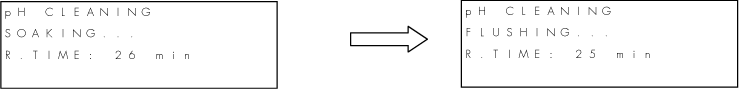 pH CLEANING
SOAKING...
R.TIME: 26 min
pH CLEANING
FLUSHING...
R.TIME: 25 min